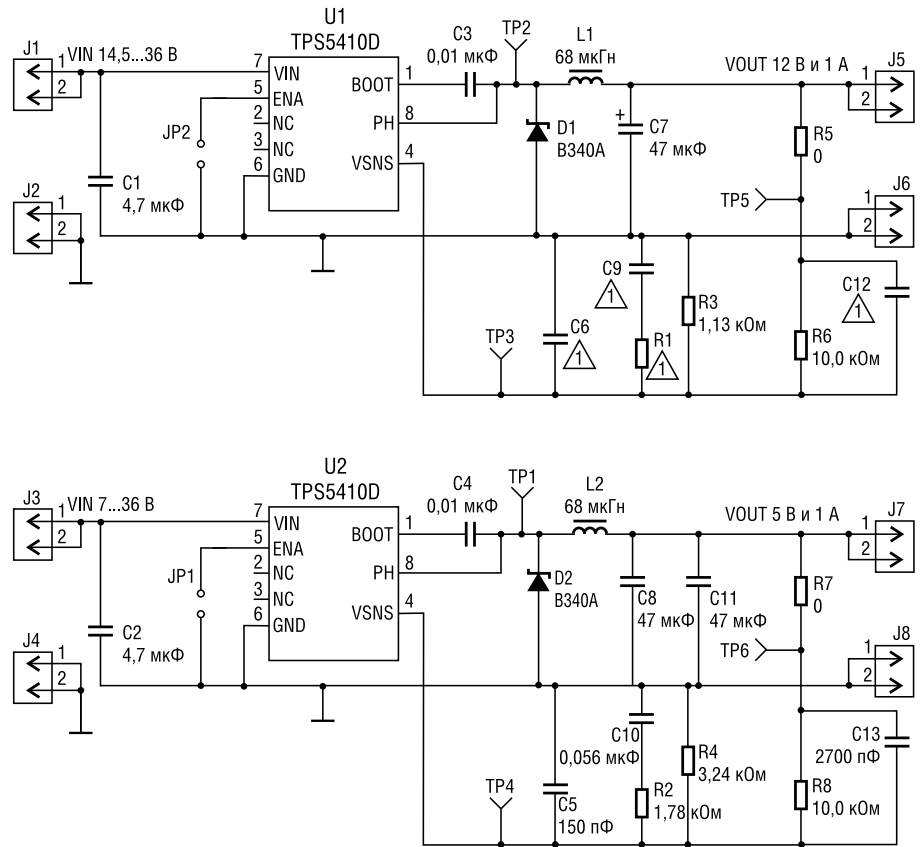 U1
TPS5410D
J1
1
2
VIN 14,5...36 В
7
VIN
5
ENA
2
NC
3
NC
6
GND
BOOT
1
PH
8
VSNS
4
C3
0,01 мкФ
TP2
L1
68 мкГн
VOUT 12 В и 1 А
1
2
J5
JP2
D1
B340A
+
C7
47 мкФ
R5
0
C1
4,7 мкФ
J2
1
2
TP5
J6
1
2
C9
1
C6
1
R1
1
R3
1,13 кОм
C12
1
R6
10,0 кОм
TP3
U2
TPS5410D
J3
1
2
VIN 7...36 В
7
VIN
5
ENA
2
NC
3
NC
6
GND
BOOT
1
PH
8
VSNS
4
C4
0,01 мкФ
TP1
L2
68 мкГн
VOUT 5 В и 1 А
1
2
J7
JP1
D2
B340A
C8
47 мкФ
C11
47 мкФ
R7
0
C2
4,7 мкФ
J4
1
2
TP6
J8
1
2
C10
0,056 мкФ
C5
150 пФ
R2
1,78 кОм
R4
3,24 кОм
C13
2700 пФ
R8
10,0 кОм
TP4